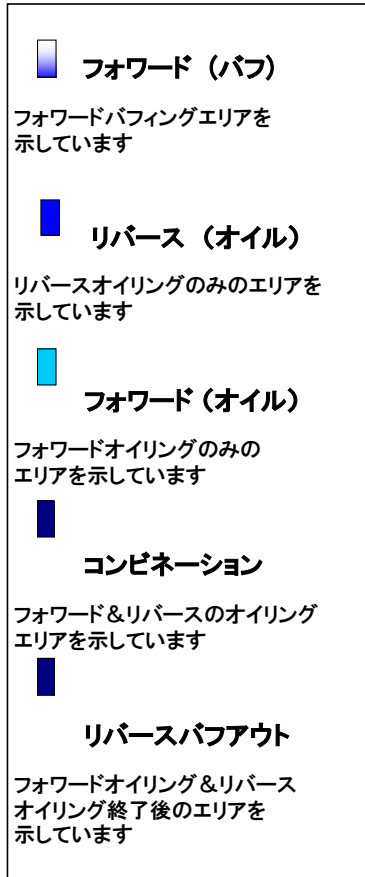 フォワード （バフ）
フォワードバフィングエリアを
示しています
リバース （オイル）
リバースオイリングのみのエリアを
示しています
フォワード（オイル）
フォワードオイリングのみの
エリアを示しています
コンビネーション
フォワード＆リバースのオイリング
エリアを示しています
リバースバフアウト
フォワードオイリング＆リバース
オイリング終了後のエリアを
示しています